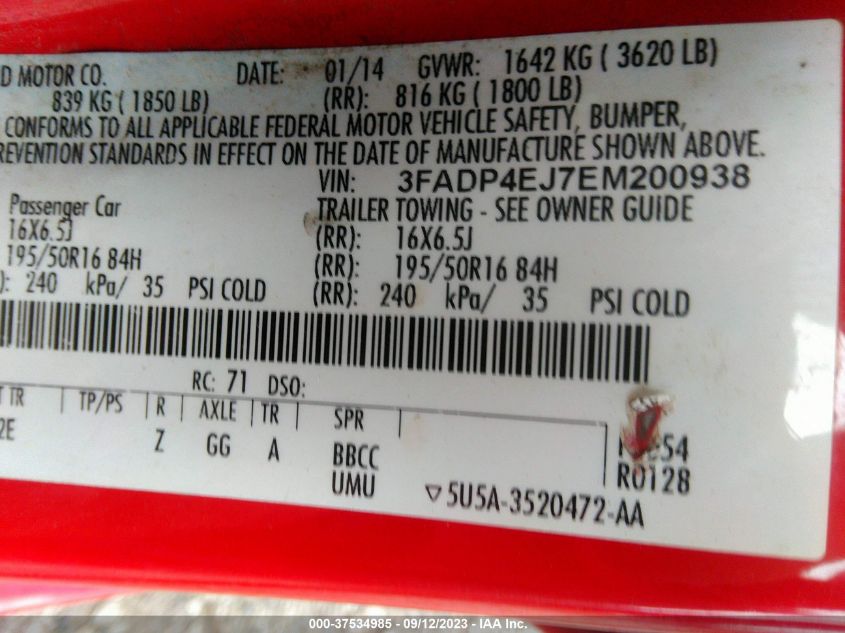 D MOTOR CO. DATE: 01/14 GVWR: 1642 KG ( 3620 LB)
839 KG ( 1850 LB) (RR): 816 KG ( 1800 LB)
CONFORMS TO ALL APPLICABLE FEDERAL MOTOR VEHICLE SAFETY, BUMPER,
REVENTION STANDARDS IN EFFECT ON THE DATE OF MANUFACTURE SHOWN ABOVE.
VIN: 3FADP4EJ7EM200938
Passenger Car TRAILER TOWING - SEE OWNER GUIDE
16X6.5J (RR): 16X6.5J
195/50R16 84H (RR): 195/50R16 84H
): 240 kPa/ 35 PSI COLD (RR): 240 kPa/ 35 PSI COLD
RC: 71 DSO:
T TR TP/PS R AXLE TR SPR
2E Z GG A BBCC
UMU R0128
▽5U5A-3520472-AA
000-37534985 - 09/12/2023 - IAA Inc.